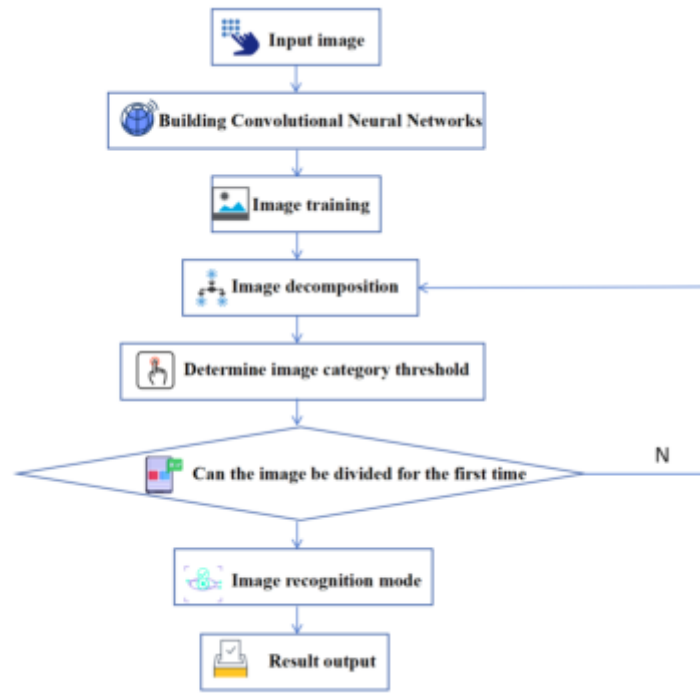 Input image
Building Convolutional Neural Networks
Image training
Image decomposition
Determine image category threshold
Can the image be divided for the first time
N
Image recognition mode
Result output